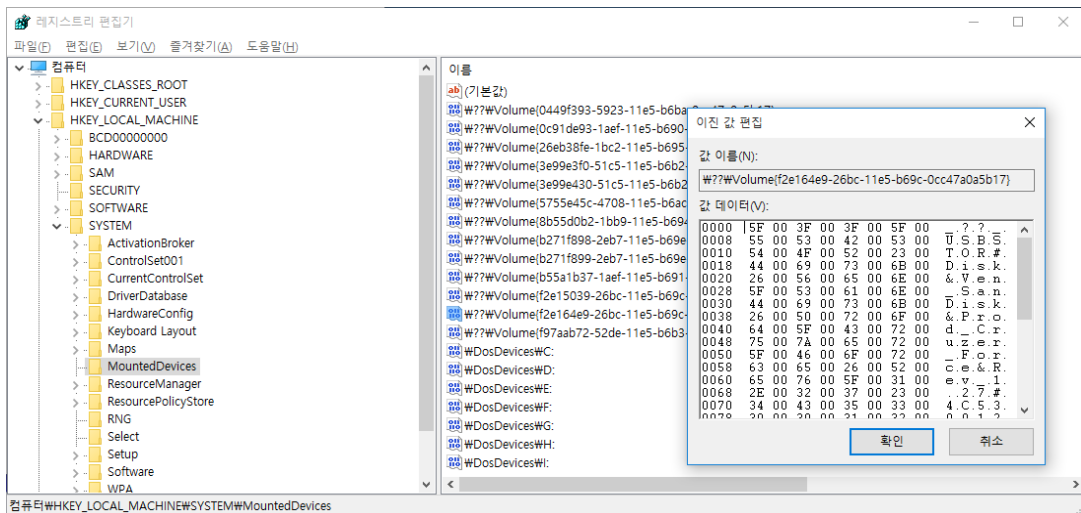 레지스트리 편집기
파일(F) 편집(E) 보기(V) 즐겨찾기(A) 도움말(H)
컴퓨터
HKEY_CLASSES_ROOT
HKEY_CURRENT_USER
HKEY_LOCAL_MACHINE
BCD00000000
HARDWARE
SAM
SECURITY
SOFTWARE
SYSTEM
ActivationBroker
ControlSet001
CurrentControlSet
DriverDatabase
HardwareConfig
Keyboard Layout
Maps
MountedDevices
ResourceManager
ResourcePolicyStore
RNG
Select
Setup
Software
WPA
이름
(기본값)
₩??₩Volume{0449f393-5923-11e5-b6ba
₩??₩Volume{0c91de93-1aef-11e5-b690-
₩??₩Volume{26eb38fe-1bc2-11e5-b695-
₩??₩Volume{3e99e3f0-51c5-11e5-b6b2-
₩??₩Volume{3e99e430-51c5-11e5-b6b2
₩??₩Volume{5755e45c-4708-11e5-b6ac
₩??₩Volume{8b55d0b2-1bb9-11e5-b694
₩??₩Volume{b271f898-2eb7-11e5-b69e
₩??₩Volume{b271f899-2eb7-11e5-b69e
₩??₩Volume{b55a1b37-1aef-11e5-b691-
₩??₩Volume{f2e15039-26bc-11e5-b69c-
₩??₩Volume{f2e164e9-26bc-11e5-b69c-
₩??₩Volume{f97aab72-52de-11e5-b6b3-
₩DosDevices₩C:
₩DosDevices₩D:
₩DosDevices₩E:
₩DosDevices₩F:
₩DosDevices₩G:
₩DosDevices₩H:
₩DosDevices₩I:
이진 값 편집
값 이름(N):
₩??₩Volume{f2e164e9-26bc-11e5-b69c-0cc47a0a5b17}
값 데이터(V):
0000 5F 00 3F 00 3F 00 5F 00 _.?.?._.
0008 55 00 53 00 42 00 53 00 U.S.B.S.
0010 54 00 4F 00 52 00 23 00 T.O.R.#.
0018 44 00 69 00 73 00 6B 00 D.i.s.k.
0020 26 00 56 00 65 00 6E 00 &.V.e.n.
0028 5F 00 53 00 61 00 6E 00 _.S.a.n.
0030 44 00 69 00 73 00 6B 00 D.i.s.k.
0038 26 00 50 00 72 00 6F 00 &.P.r.o.
0040 64 00 5F 00 43 00 72 00 d._.C.r.
0048 75 00 7A 00 65 00 72 00 u.z.e.r.
0050 5F 00 46 00 6F 00 72 00 _.F.o.r.
0058 63 00 65 00 26 00 52 00 c.e.&.R.
0060 65 00 76 00 5F 00 31 00 e.v._.1.
0068 2E 00 32 00 37 00 23 00 ..2.7.#.
0070 34 00 43 00 35 00 33 00 4.C.5.3.
0078 30 00 30 00 31 00 32 00 0.0.1.2.
확인 취소
컴퓨터₩HKEY_LOCAL_MACHINE₩SYSTEM₩MountedDevices